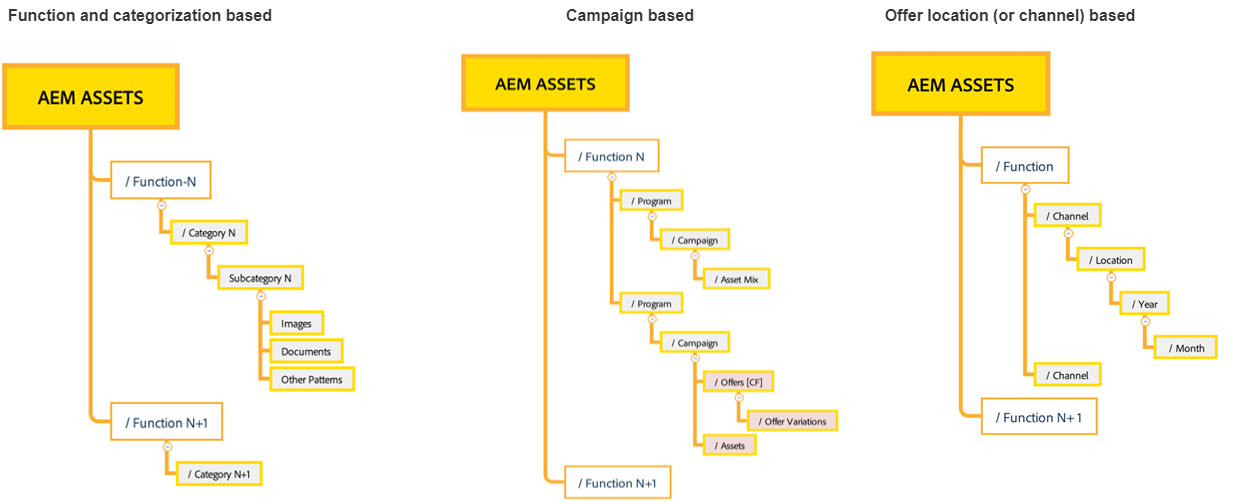 Function and categorization based
AEM ASSETS
/ Function-N
/ Category N
Subcategory N
Images
Documents
Other Patterns
/ Function N+1
/ Category N+1
Campaign based
AEM ASSETS
/ Function N
/ Program
/ Campaign
/ Asset Mix
/ Program
/ Campaign
/ Offers [CF]
/ Offer Variations
/ Assets
/ Function N+1
Offer location (or channel) based
AEM ASSETS
/ Function
/ Channel
/ Location
/ Year
/ Month
/ Channel
/ Function N+ 1